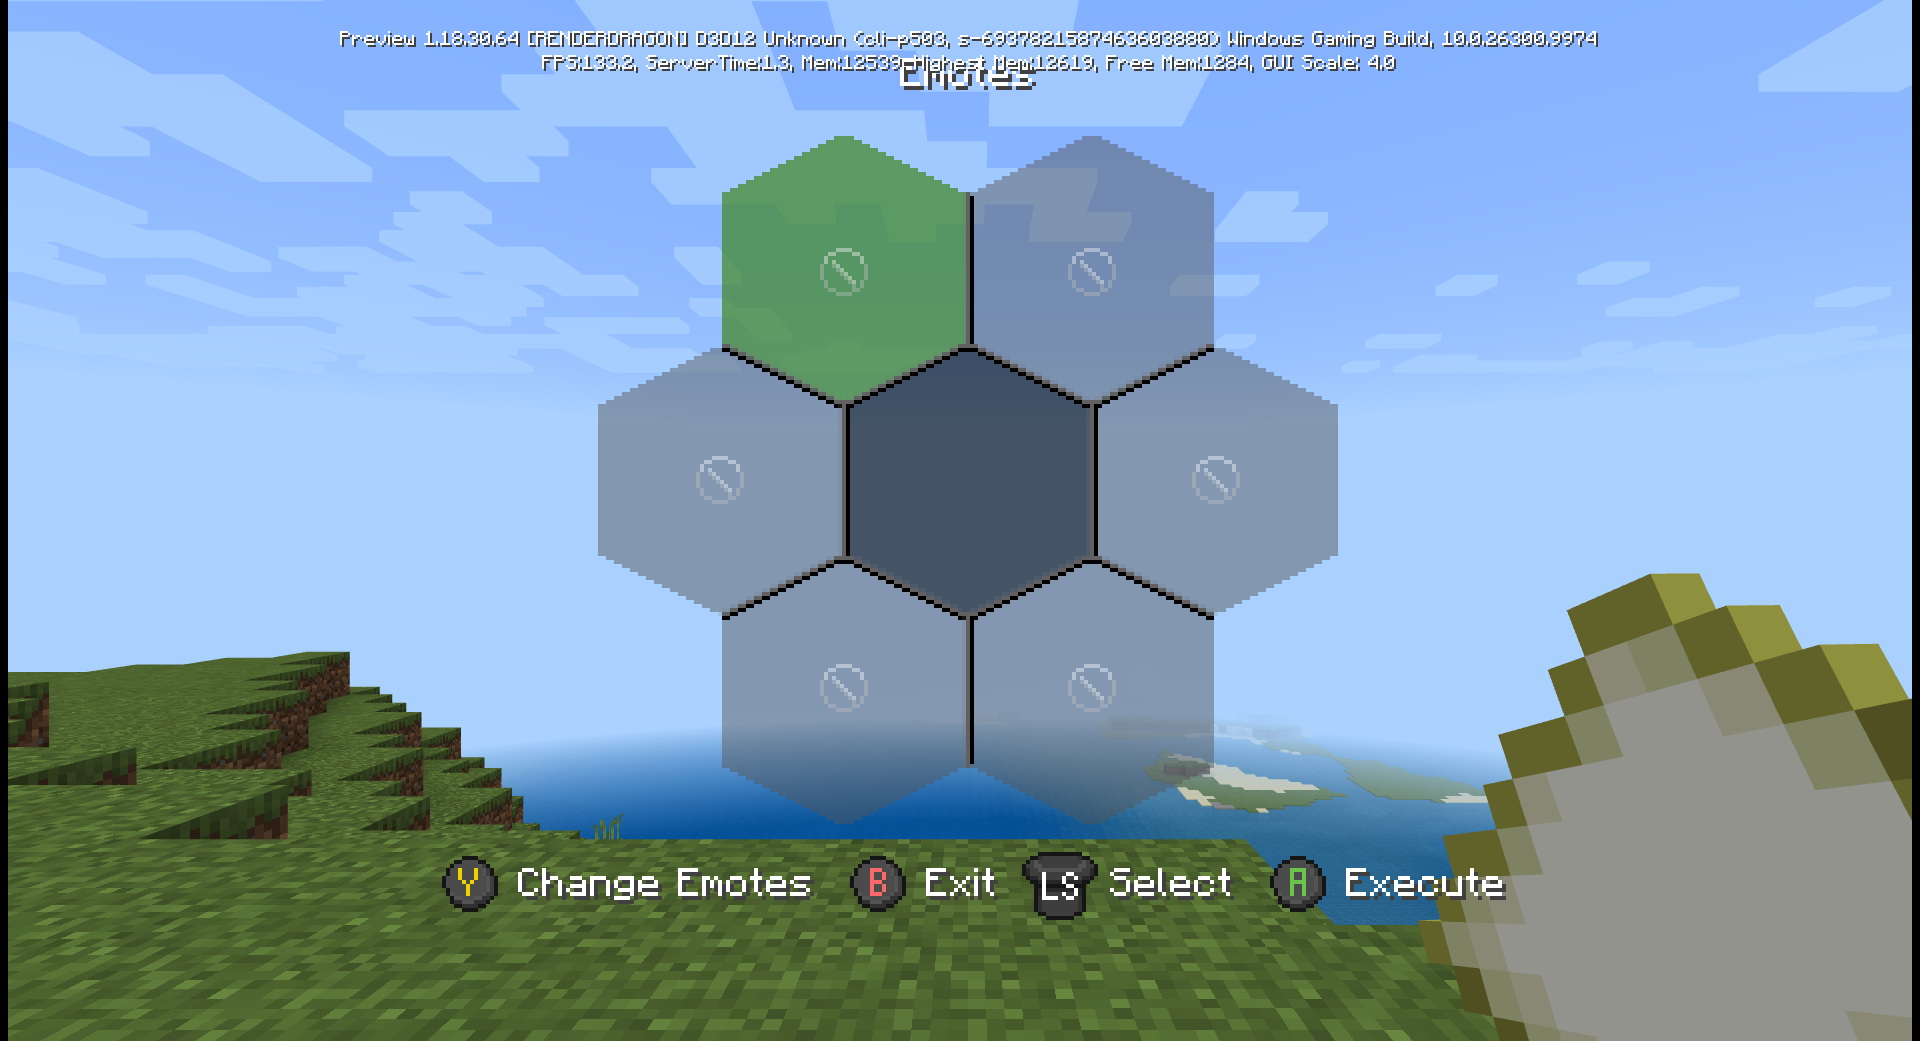 Preview 1.18.30.64 [RENDERDRAGON] D3D12 Unknown (cli-p503, s-6937821587463603880) Windows Gaming Build, 10.0.26300.9974
FPS:133.2, ServerTime:1.3, Mem:12539, Highest Mem:12619, Free Mem:1284, GUI Scale: 4.0
Emotes
Y Change Emotes B Exit LS Select A Execute